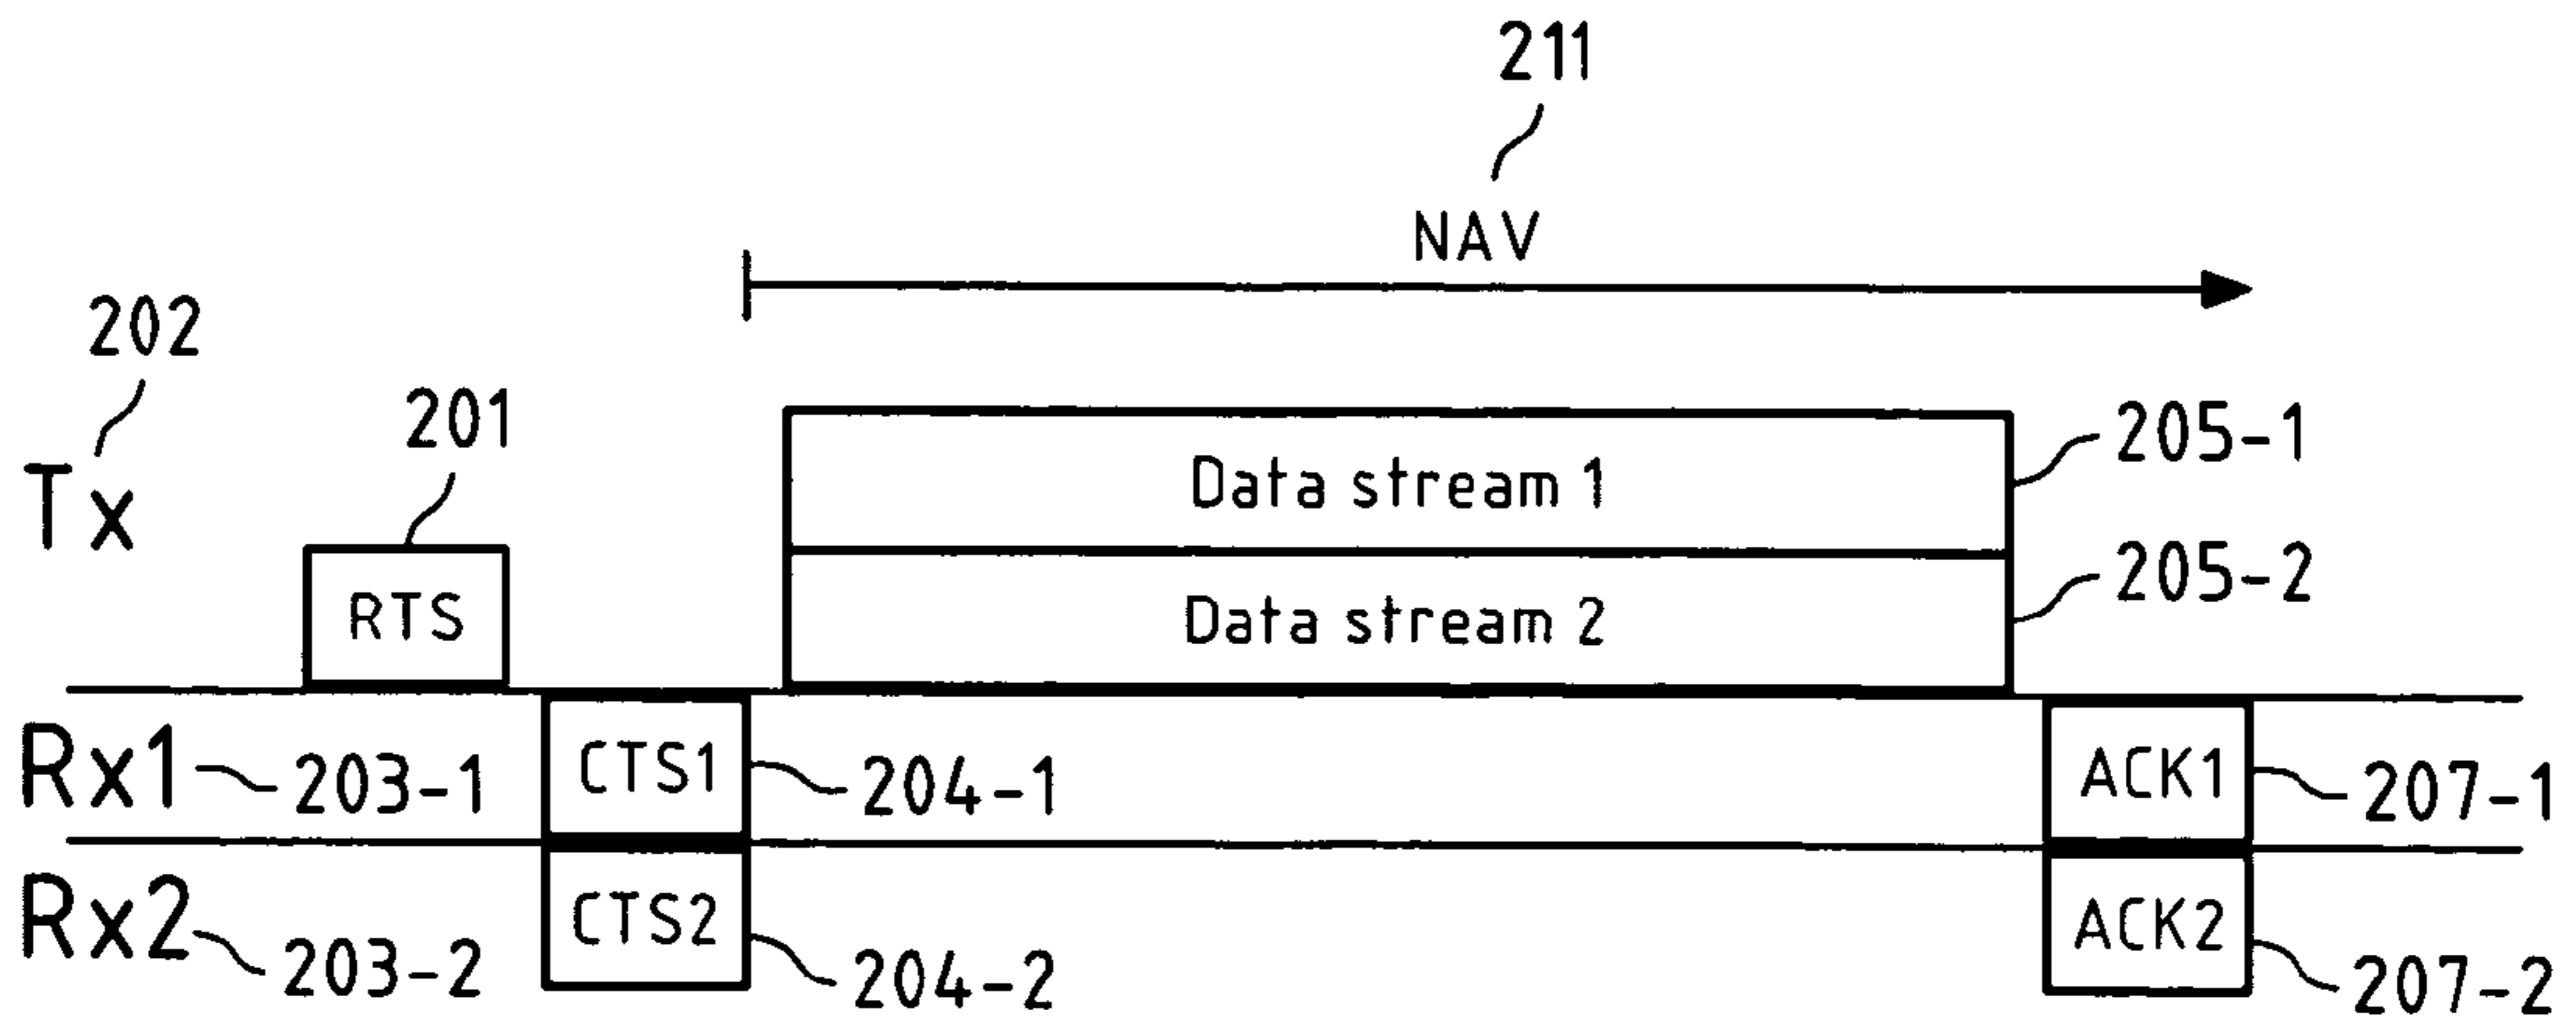 211
NAV
202
201
205-1
Tx
Data stream 1
205-2
RTS
Data stream 2
Rx1
203-1
CTS1
204-1
ACK1
207-1
Rx2
203-2
CTS2
204-2
ACK2
207-2